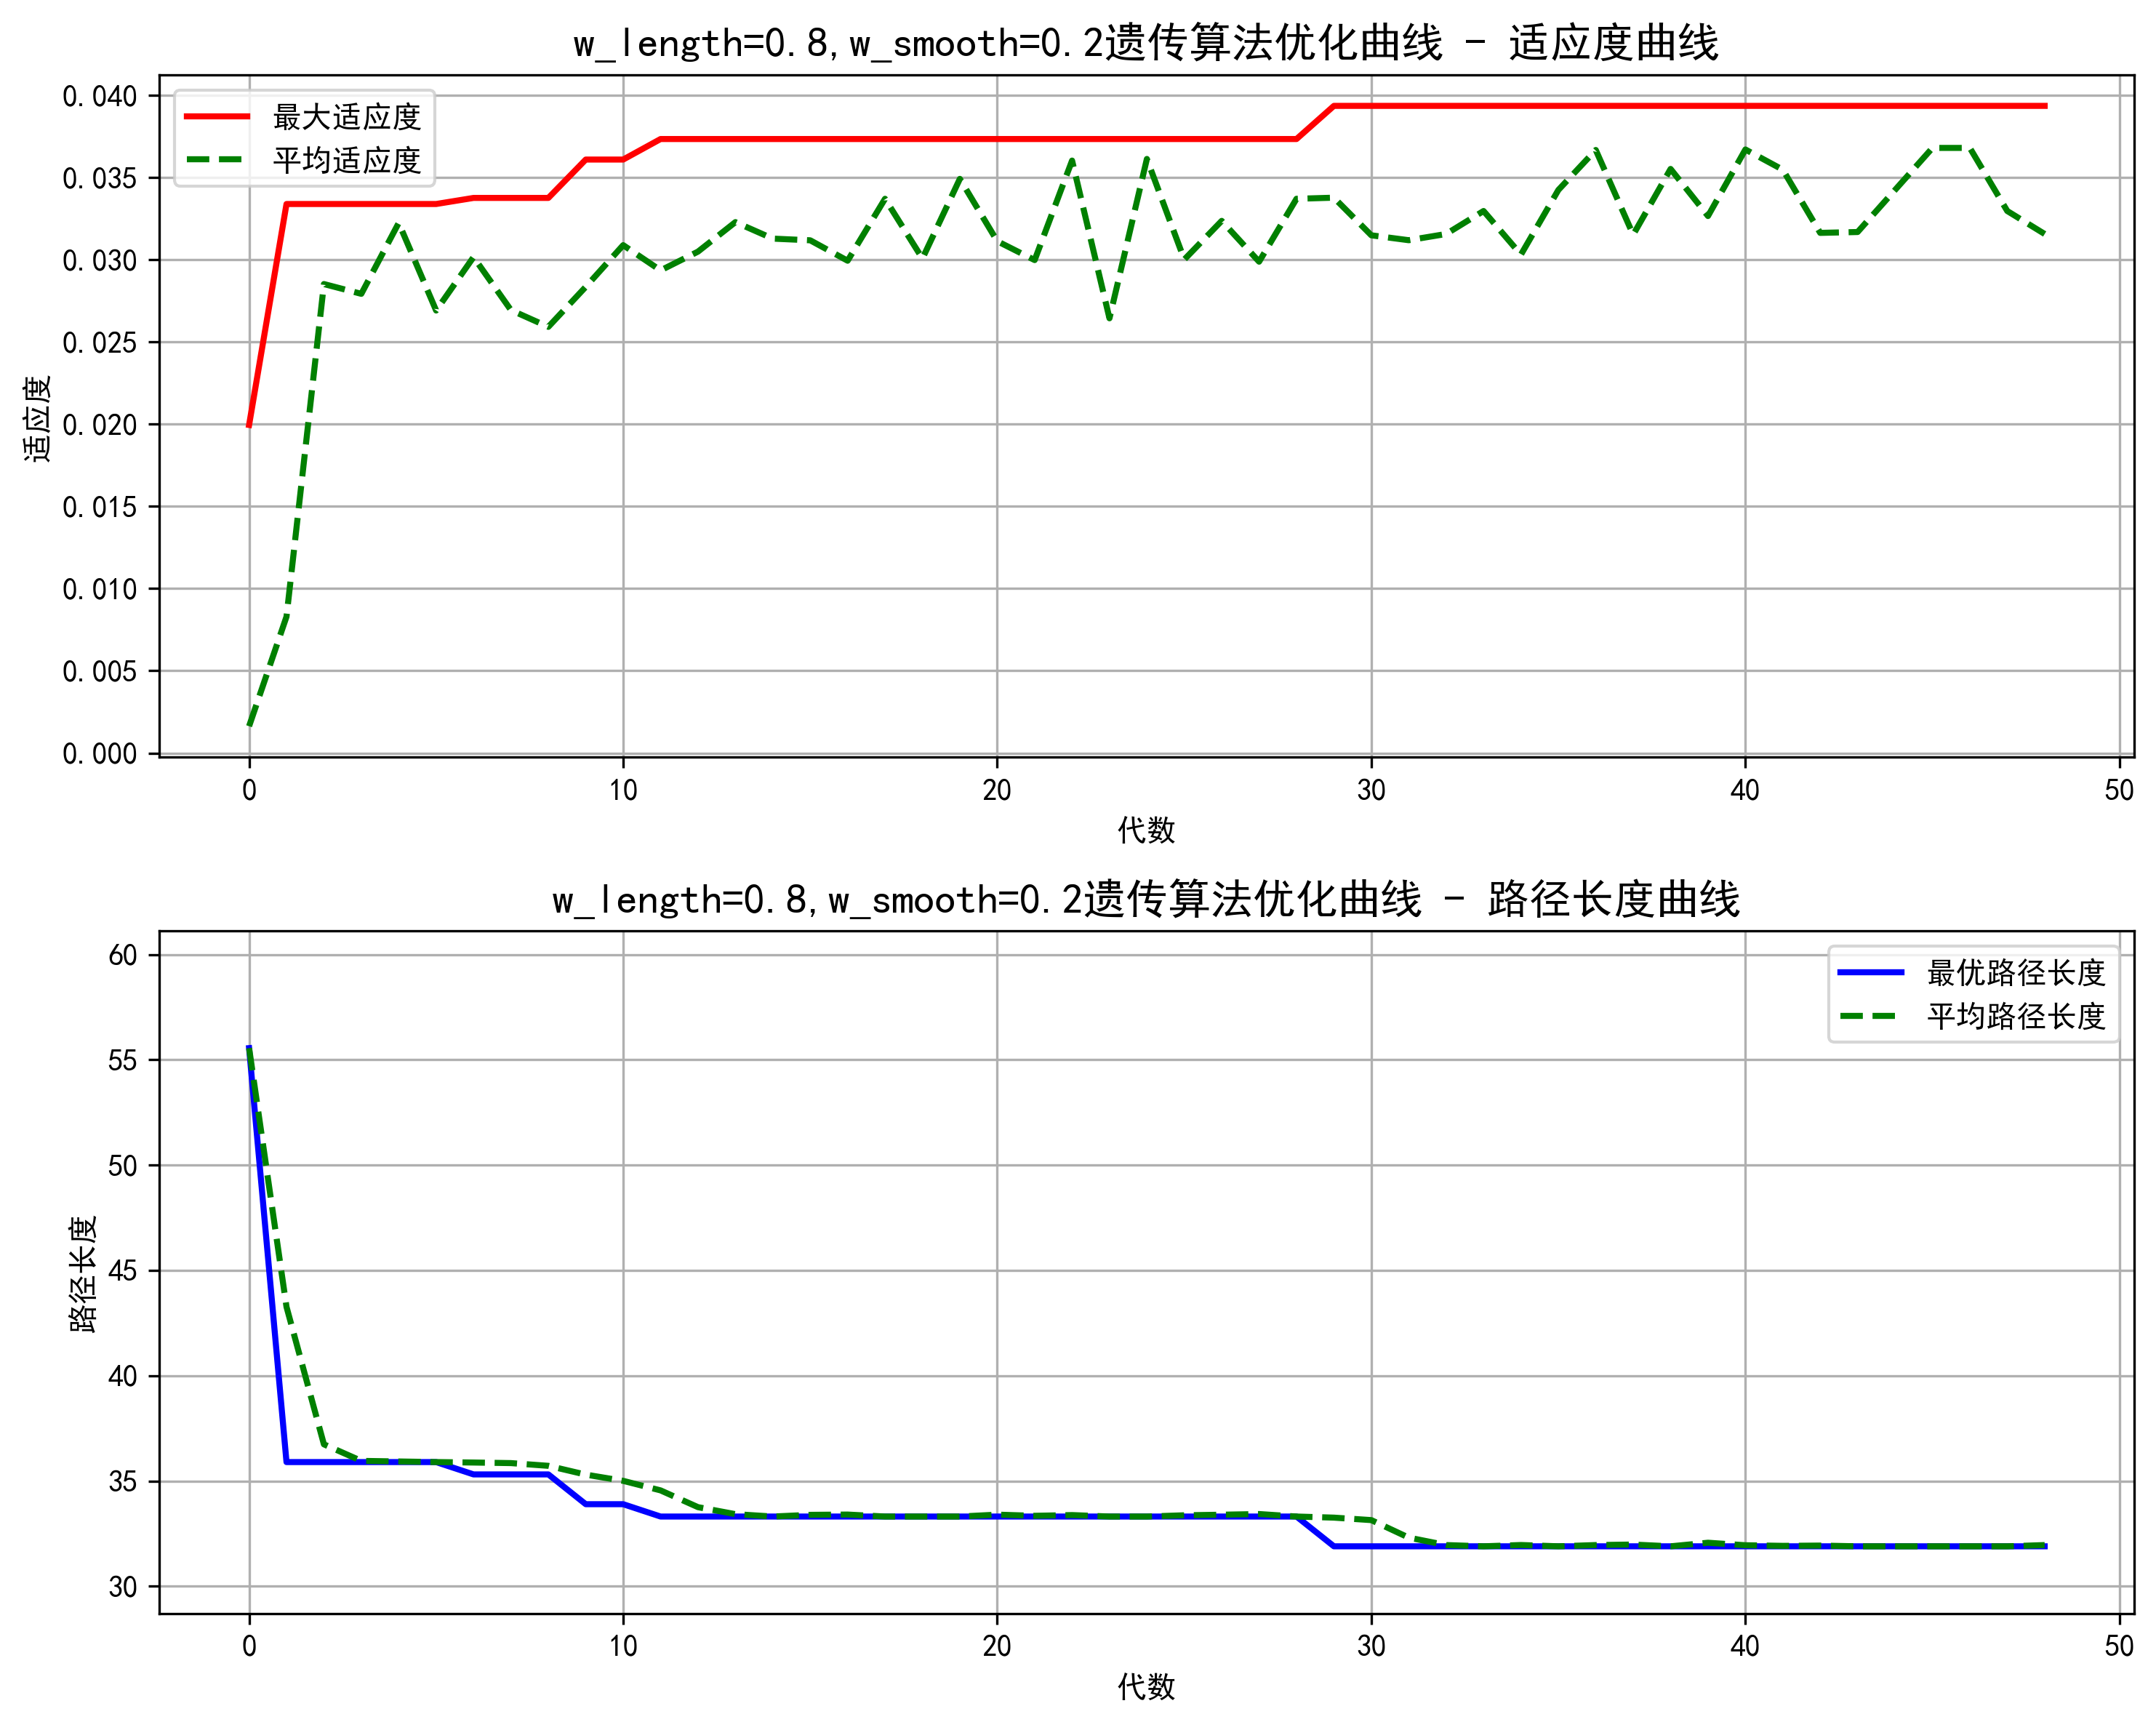 w_length=0.8,w_smooth=0.2遗传算法优化曲线 - 适应度曲线
最大适应度
平均适应度
适应度
0.040
0.035
0.030
0.025
0.020
0.015
0.010
0.005
0.000
0 10 20 30 40 50
代数
w_length=0.8,w_smooth=0.2遗传算法优化曲线 - 路径长度曲线
最优路径长度
平均路径长度
路径长度
60
55
50
45
40
35
30
0 10 20 30 40 50
代数